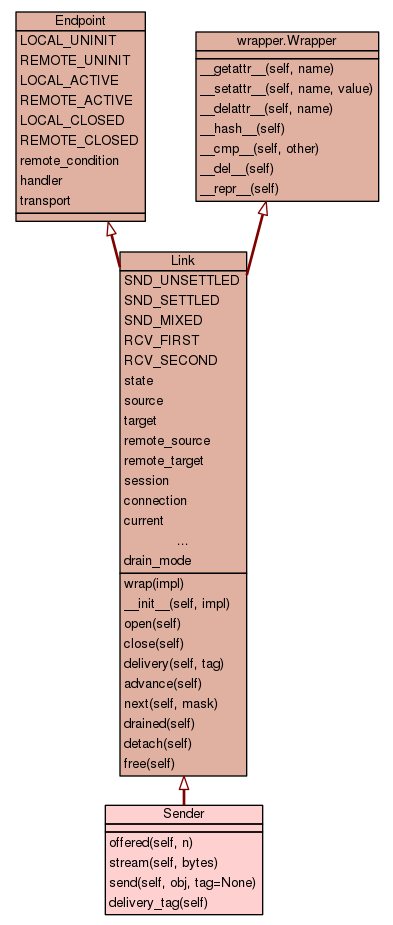 Endpoint
LOCAL_UNINIT
REMOTE_UNINIT
LOCAL_ACTIVE
REMOTE_ACTIVE
LOCAL_CLOSED
REMOTE_CLOSED
remote_condition
handler
transport
wrapper.Wrapper
__getattr__(self, name)
__setattr__(self, name, value)
__delattr__(self, name)
__hash__(self)
__cmp__(self, other)
__del__(self)
__repr__(self)
Link
SND_UNSETTLED
SND_SETTLED
SND_MIXED
RCV_FIRST
RCV_SECOND
state
source
target
remote_source
remote_target
session
connection
current
...
drain_mode
wrap(impl)
__init__(self, impl)
open(self)
close(self)
delivery(self, tag)
advance(self)
next(self, mask)
drained(self)
detach(self)
free(self)
Sender
offered(self, n)
stream(self, bytes)
send(self, obj, tag=None)
delivery_tag(self)